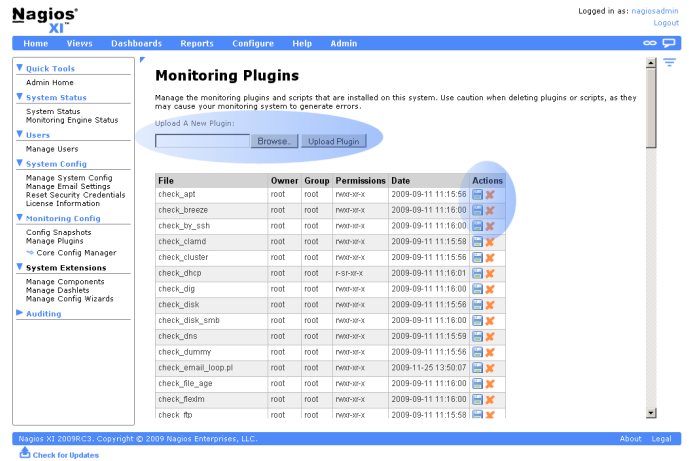 Nagios®
XI™
Logged in as: nagiosadmin
Logout
Home Views Dashboards Reports Configure Help Admin
Quick Tools
Admin Home
System Status
System Status
Monitoring Engine Status
Users
Manage Users
System Config
Manage System Config
Manage Email Settings
Reset Security Credentials
License Information
Monitoring Config
Config Snapshots
Manage Plugins
Core Config Manager
System Extensions
Manage Components
Manage Dashlets
Manage Config Wizards
Auditing
Monitoring Plugins
Manage the monitoring plugins and scripts that are installed on this system. Use caution when deleting plugins or scripts, as they
may cause your monitoring system to generate errors.
Upload A New Plugin:
Browse.. Upload Plugin
File Owner Group Permissions Date Actions
check_apt root root rwxr-xr-x 2009-09-11 11:15:56
check_breeze root root rwxr-xr-x 2009-09-11 11:16:00
check_by_ssh root root rwxr-xr-x 2009-09-11 11:16:00
check_clamd root root rwxr-xr-x 2009-09-11 11:15:58
check_cluster root root rwxr-xr-x 2009-09-11 11:15:56
check_dhcp root root r-sr-xr-x 2009-09-11 11:16:01
check_dig root root rwxr-xr-x 2009-09-11 11:16:00
check_disk root root rwxr-xr-x 2009-09-11 11:15:56
check_disk_smb root root rwxr-xr-x 2009-09-11 11:16:00
check_dns root root rwxr-xr-x 2009-09-11 11:15:59
check_dummy root root rwxr-xr-x 2009-09-11 11:15:56
check_email_loop.pl root root rwxr-xr-x 2009-11-25 13:50:07
check_file_age root root rwxr-xr-x 2009-09-11 11:16:00
check_flexlm root root rwxr-xr-x 2009-09-11 11:16:00
check_ftp root root rwxr-xr-x 2009-09-11 11:15:58
Nagios XI 2009RC3. Copyright © 2009 Nagios Enterprises, LLC.
About Legal
Check for Updates